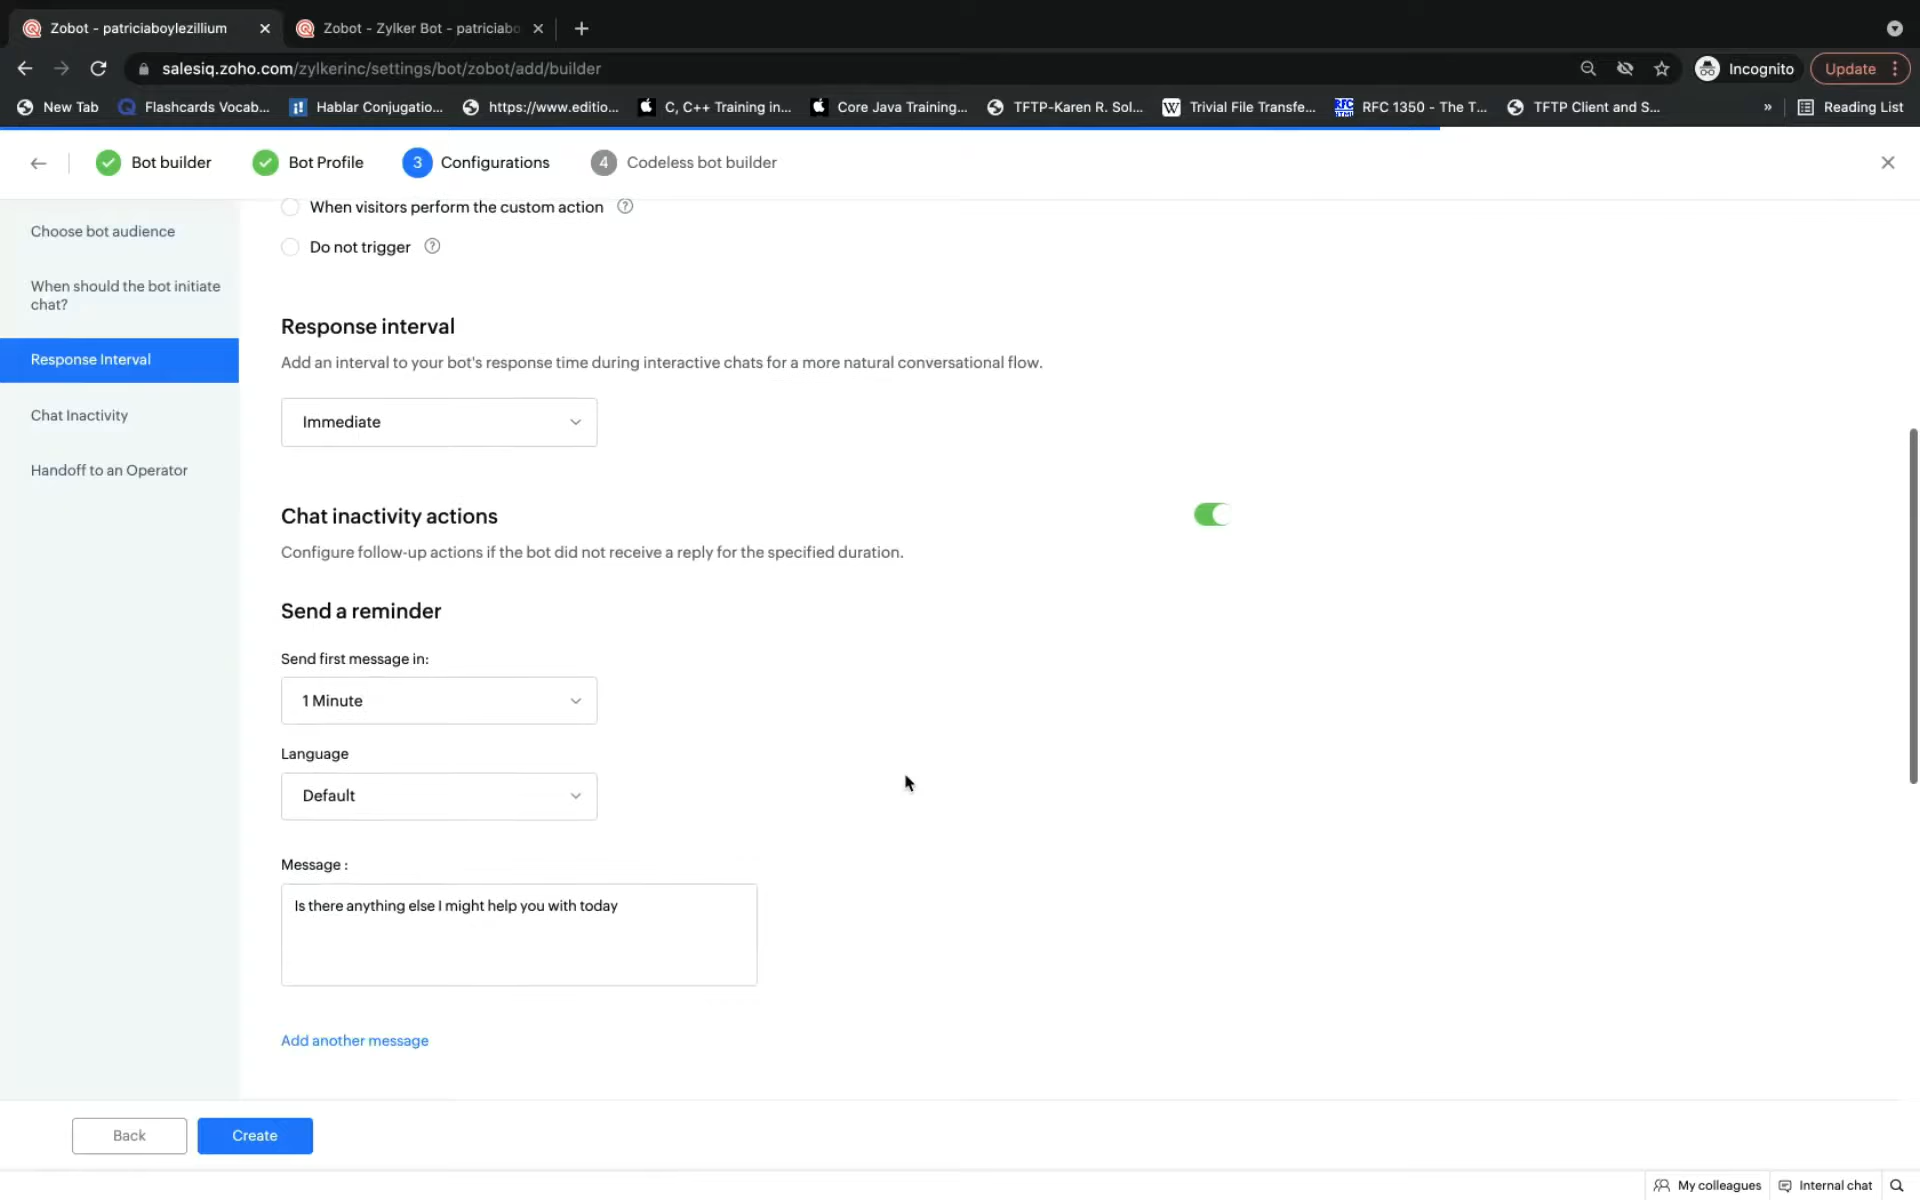 Zobot - patriciaboylezillium
Zobot - Zylker Bot - patriciabo
salesiq.zoho.com/zylkerinc/settings/bot/zobot/add/builder
Incognito
Update
New Tab
Flashcards Vocab...
Hablar Conjugatio...
https://www.editio...
C, C++ Training in...
Core Java Training...
TFTP-Karen R. Sol...
Trivial File Transfe...
RFC 1350 - The T...
TFTP Client and S...
»
Reading List
Bot builder
Bot Profile
3 Configurations
4 Codeless bot builder
Choose bot audience
When should the bot initiate
chat?
Response Interval
Chat Inactivity
Handoff to an Operator
When visitors perform the custom action ?
Do not trigger ?
Response interval
Add an interval to your bot's response time during interactive chats for a more natural conversational flow.
Immediate
Chat inactivity actions
Configure follow-up actions if the bot did not receive a reply for the specified duration.
Send a reminder
Send first message in:
1 Minute
Language
Default
Message :
Is there anything else I might help you with today
Add another message
Back
Create
My colleagues
Internal chat